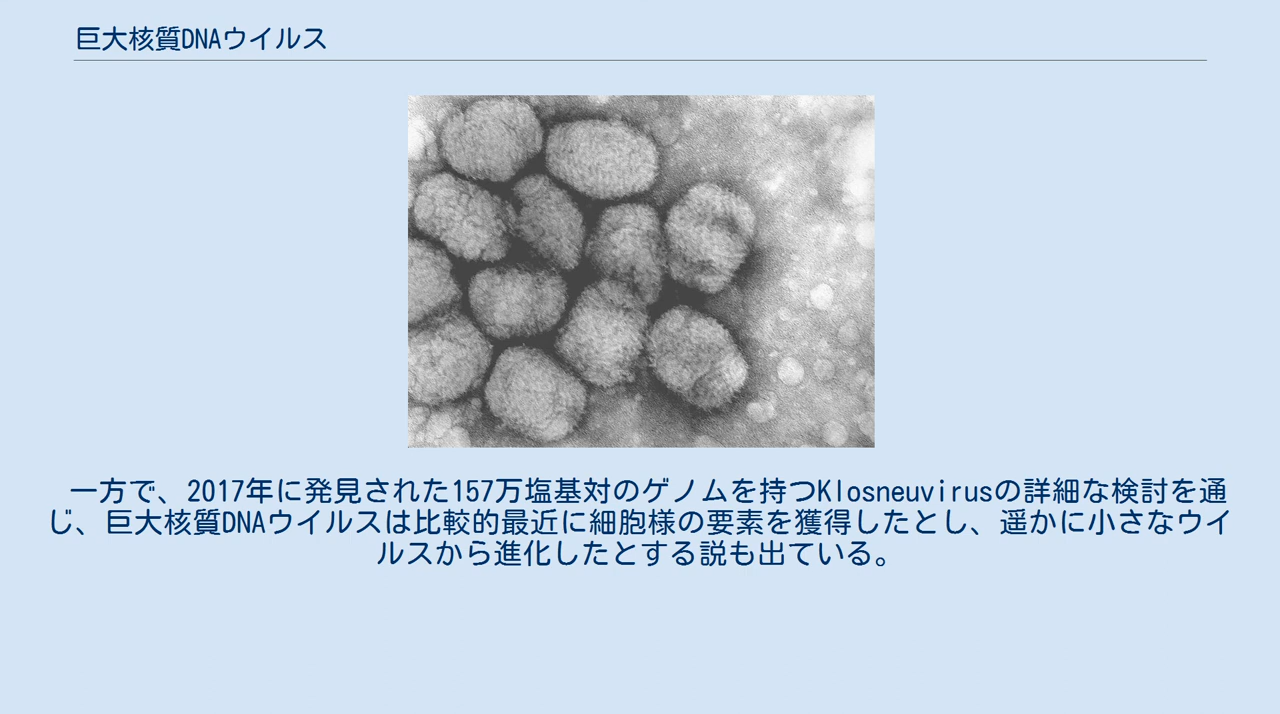 巨大核質DNAウイルス
一方で、2017年に発見された157万塩基対のゲノムを持つKlosneuvirusの詳細な検討を通
じ、巨大核質DNAウイルスは比較的最近に細胞様の要素を獲得したとし、遥かに小さなウイ
ルスから進化したとする説も出ている。